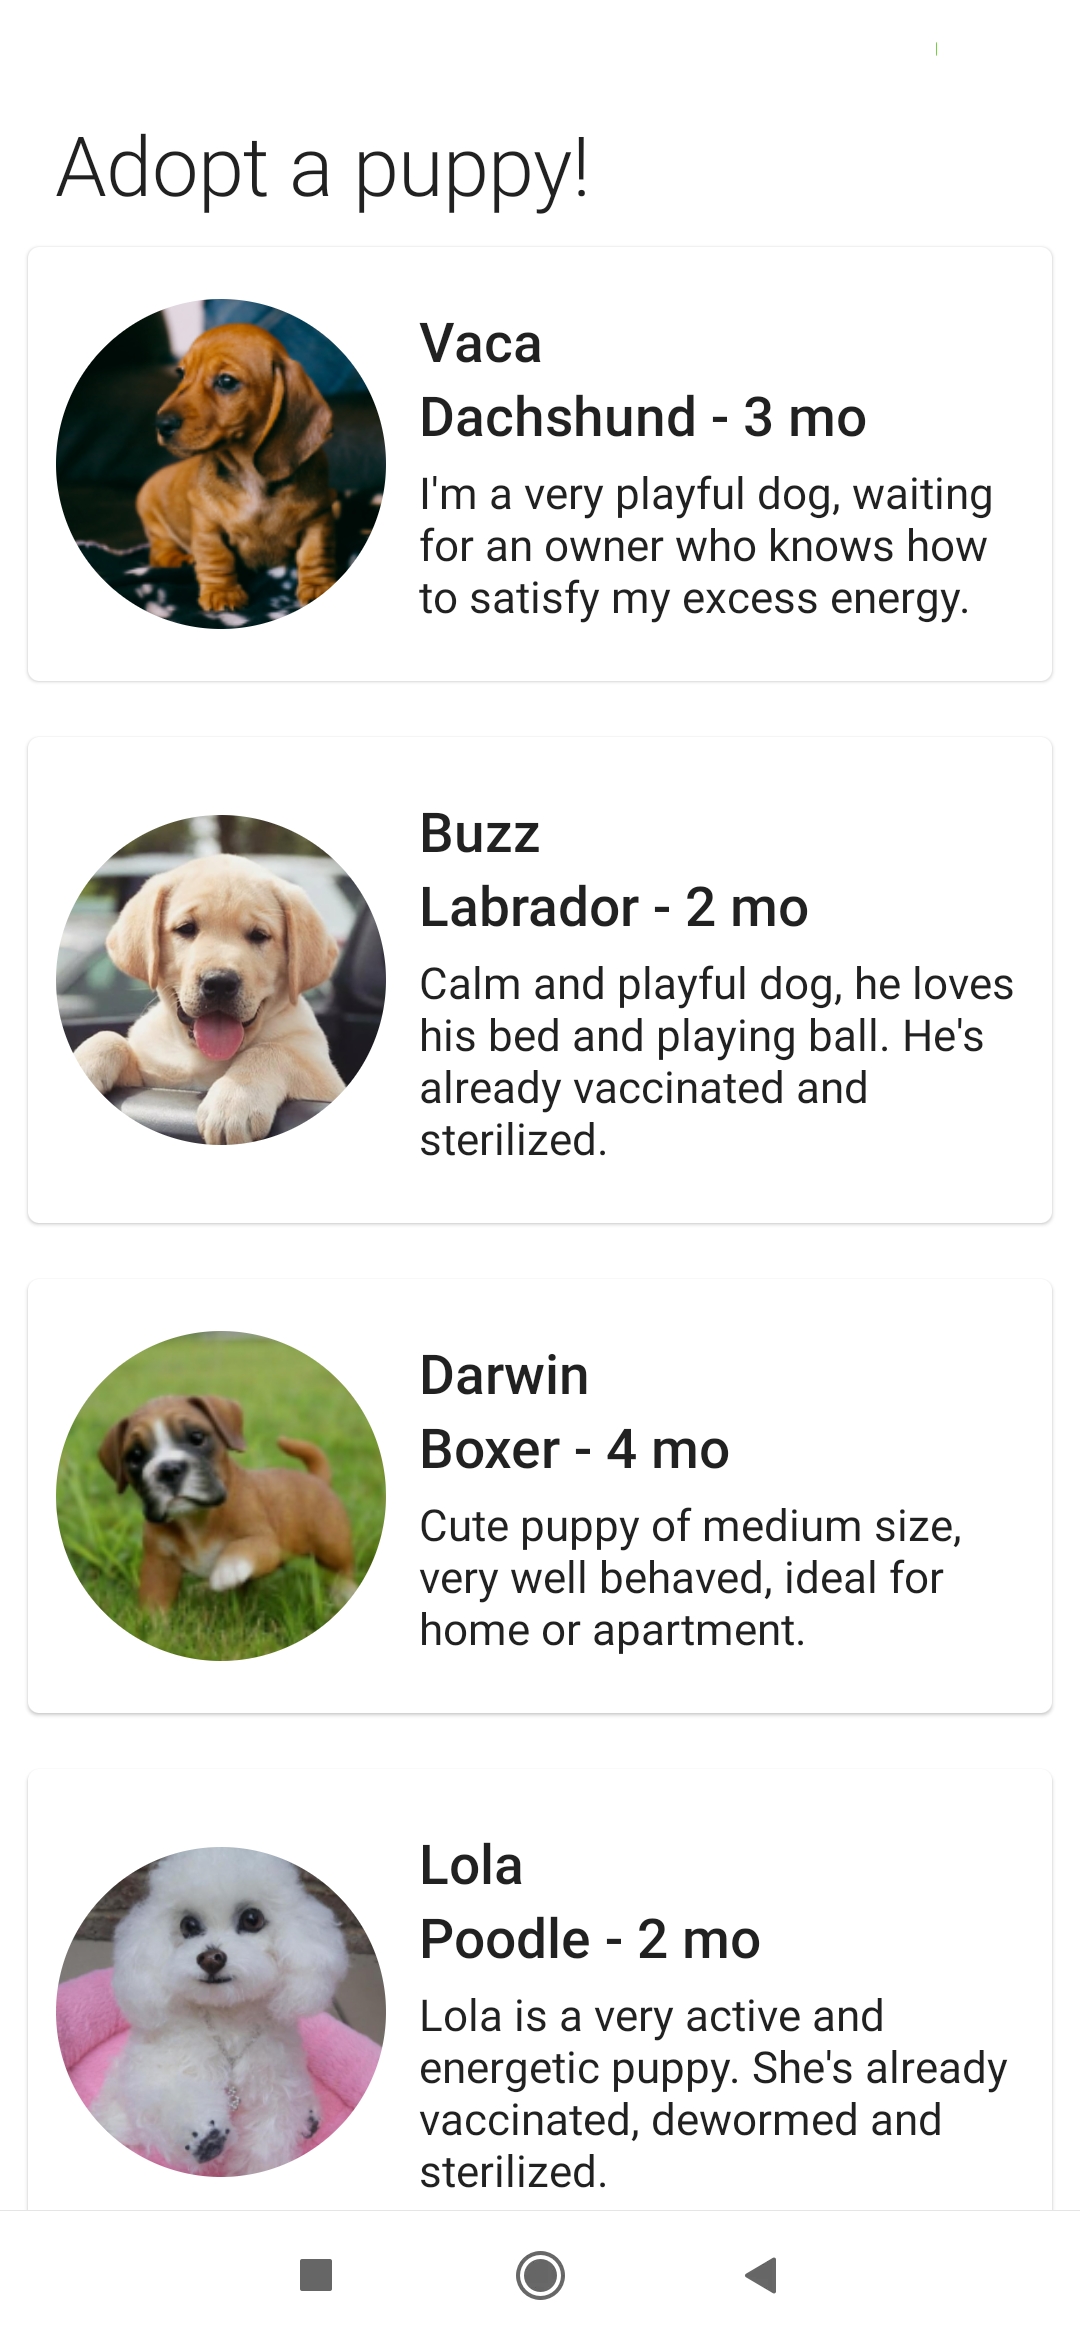 Adopt a puppy!
Vaca
Dachshund - 3 mo
I'm a very playful dog, waiting
for an owner who knows how
to satisfy my excess energy.
Buzz
Labrador - 2 mo
Calm and playful dog, he loves
his bed and playing ball. He's
already vaccinated and
sterilized.
Darwin
Boxer - 4 mo
Cute puppy of medium size,
very well behaved, ideal for
home or apartment.
Lola
Poodle - 2 mo
Lola is a very active and
energetic puppy. She's already
vaccinated, dewormed and
sterilized.